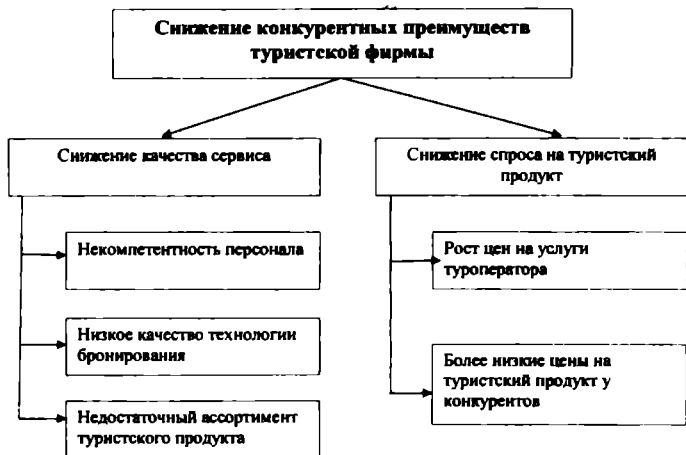 Снижение конкурентных преимуществ
туристской фирмы
Снижение качества сервиса
Снижение спроса на туристский
продукт
Некомпетентность персонала
Рост цен на услуги
туроператора
Низкое качество технологии
бронирования
Более низкие цены на
туристский продукт у
конкурентов
Недостаточный ассортимент
туристского продукта